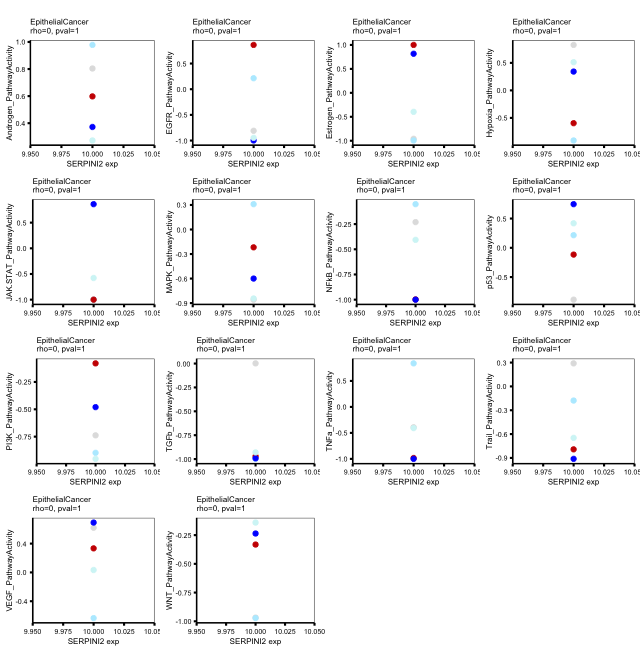 EpithelialCancer
rho=0, pval=1
Androgen_PathwayActivity
1.0
0.8
0.6
0.4
9.950 9.975 10.000 10.025 10.05
SERPINI2 exp
EpithelialCancer
rho=0, pval=1
EGFR_PathwayActivity
0.5
0.0
-0.5
-1.0
9.950 9.975 10.000 10.025 10.05
SERPINI2 exp
EpithelialCancer
rho=0, pval=1
Estrogen_PathwayActivity
1.0
0.5
0.0
-0.5
-1.0
9.950 9.975 10.000 10.025 10.05
SERPINI2 exp
EpithelialCancer
rho=0, pval=1
Hypoxia_PathwayActivity
0.5
0.0
-0.5
9.950 9.975 10.000 10.025 10.05
SERPINI2 exp
EpithelialCancer
rho=0, pval=1
JAK.STAT_PathwayActivity
0.5
0.0
-0.5
-1.0
9.950 9.975 10.000 10.025 10.05
SERPINI2 exp
EpithelialCancer
rho=0, pval=1
MAPK_PathwayActivity
0.3
0.0
-0.3
-0.6
-0.9
9.950 9.975 10.000 10.025 10.05
SERPINI2 exp
EpithelialCancer
rho=0, pval=1
NFkB_PathwayActivity
-0.25
-0.50
-0.75
-1.00
9.950 9.975 10.000 10.025 10.05
SERPINI2 exp
EpithelialCancer
rho=0, pval=1
p53_PathwayActivity
0.5
0.0
-0.5
9.950 9.975 10.000 10.025 10.05
SERPINI2 exp
EpithelialCancer
rho=0, pval=1
PI3K_PathwayActivity
-0.25
-0.50
-0.75
9.950 9.975 10.000 10.025 10.05
SERPINI2 exp
EpithelialCancer
rho=0, pval=1
TGFb_PathwayActivity
0.00
-0.25
-0.50
-0.75
-1.00
9.950 9.975 10.000 10.025 10.05
SERPINI2 exp
EpithelialCancer
rho=0, pval=1
TNFa_PathwayActivity
0.5
0.0
-0.5
-1.0
9.950 9.975 10.000 10.025 10.05
SERPINI2 exp
EpithelialCancer
rho=0, pval=1
Trail_PathwayActivity
0.3
0.0
-0.3
-0.6
-0.9
9.950 9.975 10.000 10.025 10.05
SERPINI2 exp
EpithelialCancer
rho=0, pval=1
VEGF_PathwayActivity
0.4
0.0
-0.4
9.950 9.975 10.000 10.025 10.05
SERPINI2 exp
EpithelialCancer
rho=0, pval=1
WNT_PathwayActivity
-0.25
-0.50
-0.75
-1.00
9.950 9.975 10.000 10.025 10.050
SERPINI2 exp